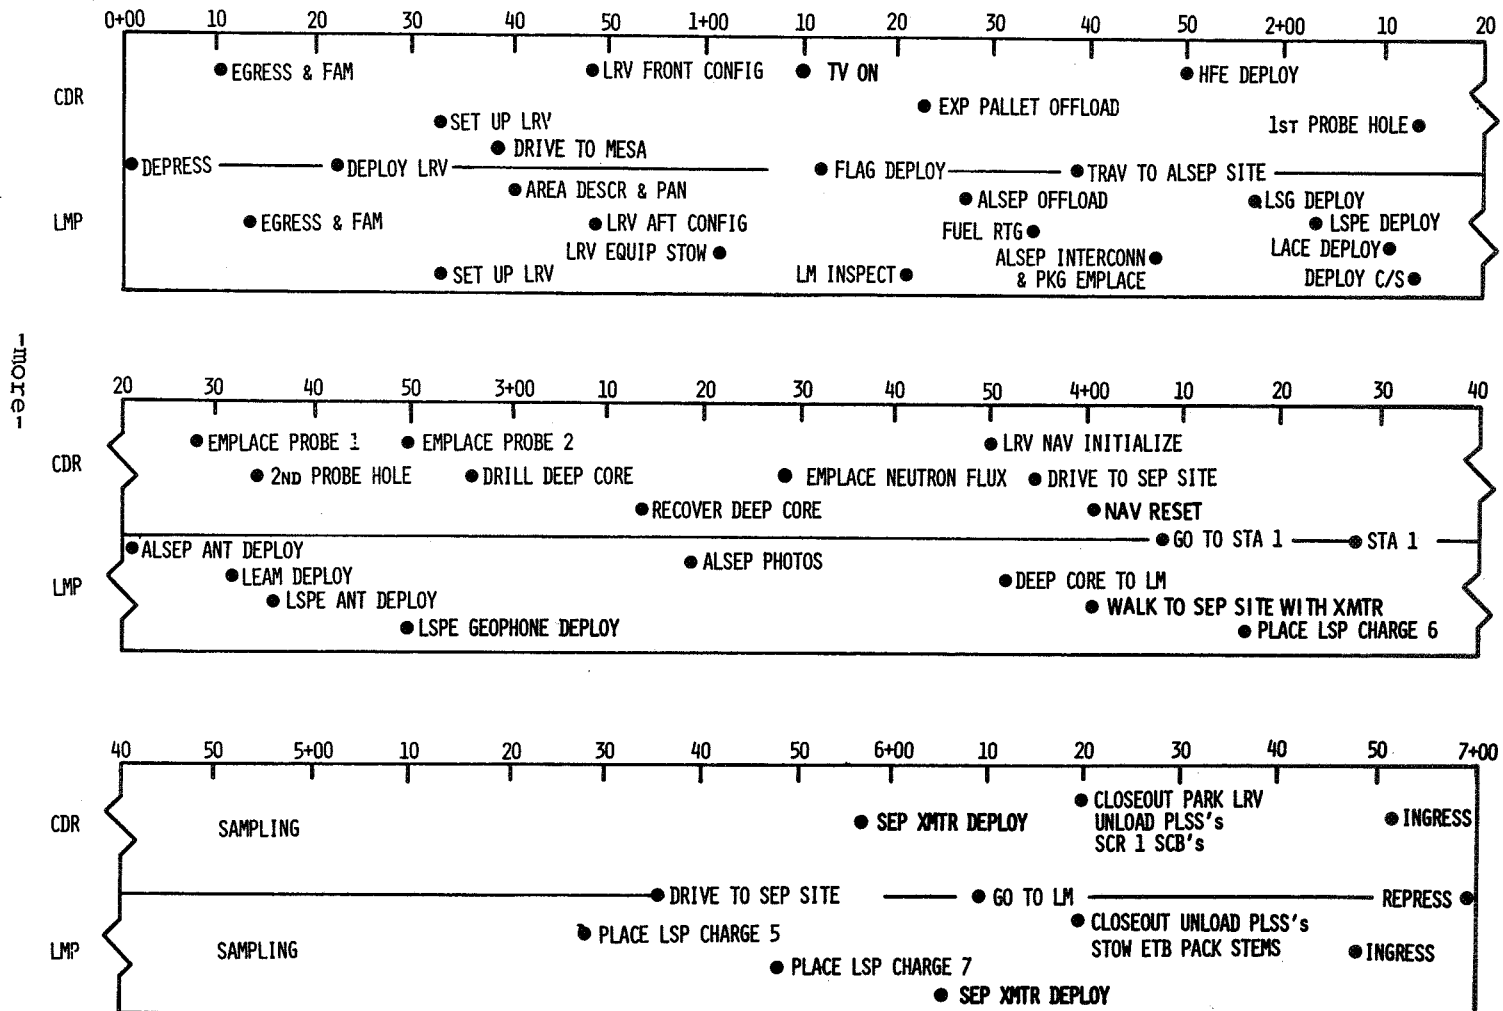 0+00 10 20 30 40 50 1+00 10 20 30 40 50 2+00 10 20
CDR
EGRESS & FAM
LRV FRONT CONFIG
TV ON
HFE DEPLOY
EXP PALLET OFFLOAD
SET UP LRV
1ST PROBE HOLE
DRIVE TO MESA
DEPRESS
DEPLOY LRV
FLAG DEPLOY
TRAV TO ALSEP SITE
LMP
AREA DESCR & PAN
ALSEP OFFLOAD
LSG DEPLOY
EGRESS & FAM
LRV AFT CONFIG
FUEL RTG
LSPE DEPLOY
LRV EQUIP STOW
ALSEP INTERCONN
& PKG EMPLACE
LACE DEPLOY
SET UP LRV
LM INSPECT
DEPLOY C/S
-more-
20 30 40 50 3+00 10 20 30 40 50 4+00 10 20 30 40
CDR
EMPLACE PROBE 1
EMPLACE PROBE 2
LRV NAV INITIALIZE
2ND PROBE HOLE
DRILL DEEP CORE
EMPLACE NEUTRON FLUX
DRIVE TO SEP SITE
RECOVER DEEP CORE
NAV RESET
GO TO STA 1
STA 1
LMP
ALSEP ANT DEPLOY
ALSEP PHOTOS
LEAM DEPLOY
DEEP CORE TO LM
LSPE ANT DEPLOY
WALK TO SEP SITE WITH XMTR
LSPE GEOPHONE DEPLOY
PLACE LSP CHARGE 6
40 50 5+00 10 20 30 40 50 6+00 10 20 30 40 50 7+00
CDR
SAMPLING
SEP XMTR DEPLOY
CLOSEOUT PARK LRV
UNLOAD PLSS's
SCR 1 SCB's
INGRESS
DRIVE TO SEP SITE
GO TO LM
REPRESS
LMP
SAMPLING
PLACE LSP CHARGE 5
CLOSEOUT UNLOAD PLSS's
STOW ETB PACK STEMS
INGRESS
PLACE LSP CHARGE 7
SEP XMTR DEPLOY